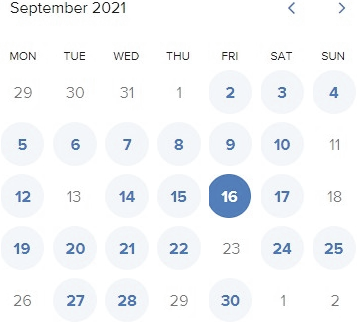 September 2021
MON TUE WED THU FRI SAT SUN
29 30 31 1 2 3 4
5 6 7 8 9 10 11
12 13 14 15 16 17 18
19 20 21 22 23 24 25
26 27 28 29 30 1 2